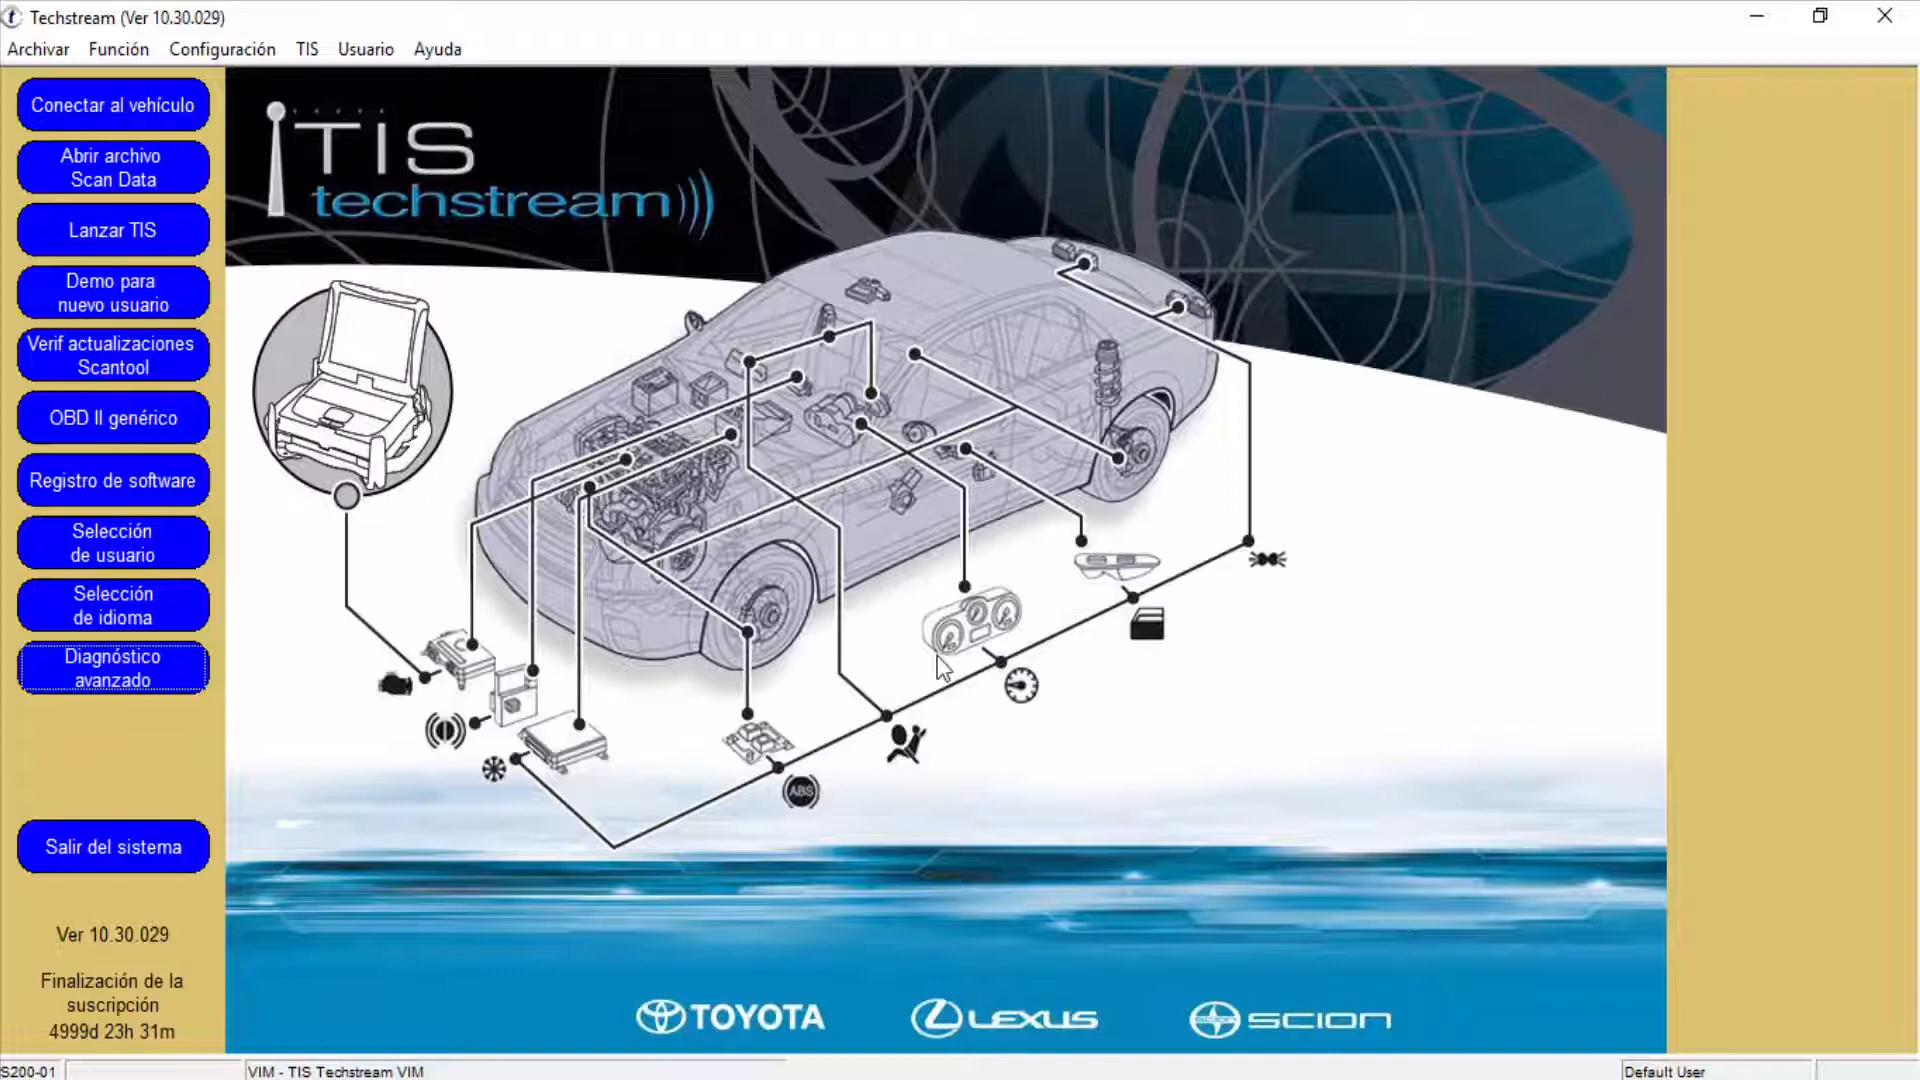 Techstream (Ver 10.30.029)
Archivar Función Configuración TIS Usuario Ayuda
Conectar al vehículo
Abrir archivo
Scan Data
Lanzar TIS
Demo para
nuevo usuario
Verif actualizaciones
Scantool
OBD II genérico
Registro de software
Selección
de usuario
Selección
de idioma
Diagnóstico
avanzado
Salir del sistema
Ver 10.30.029
Finalización de la
suscripción
4999d 23h 31m
TIS
techstream
ABS
TOYOTA LEXUS SCION
S200-01 VIM - TIS Techstream VIM Default User